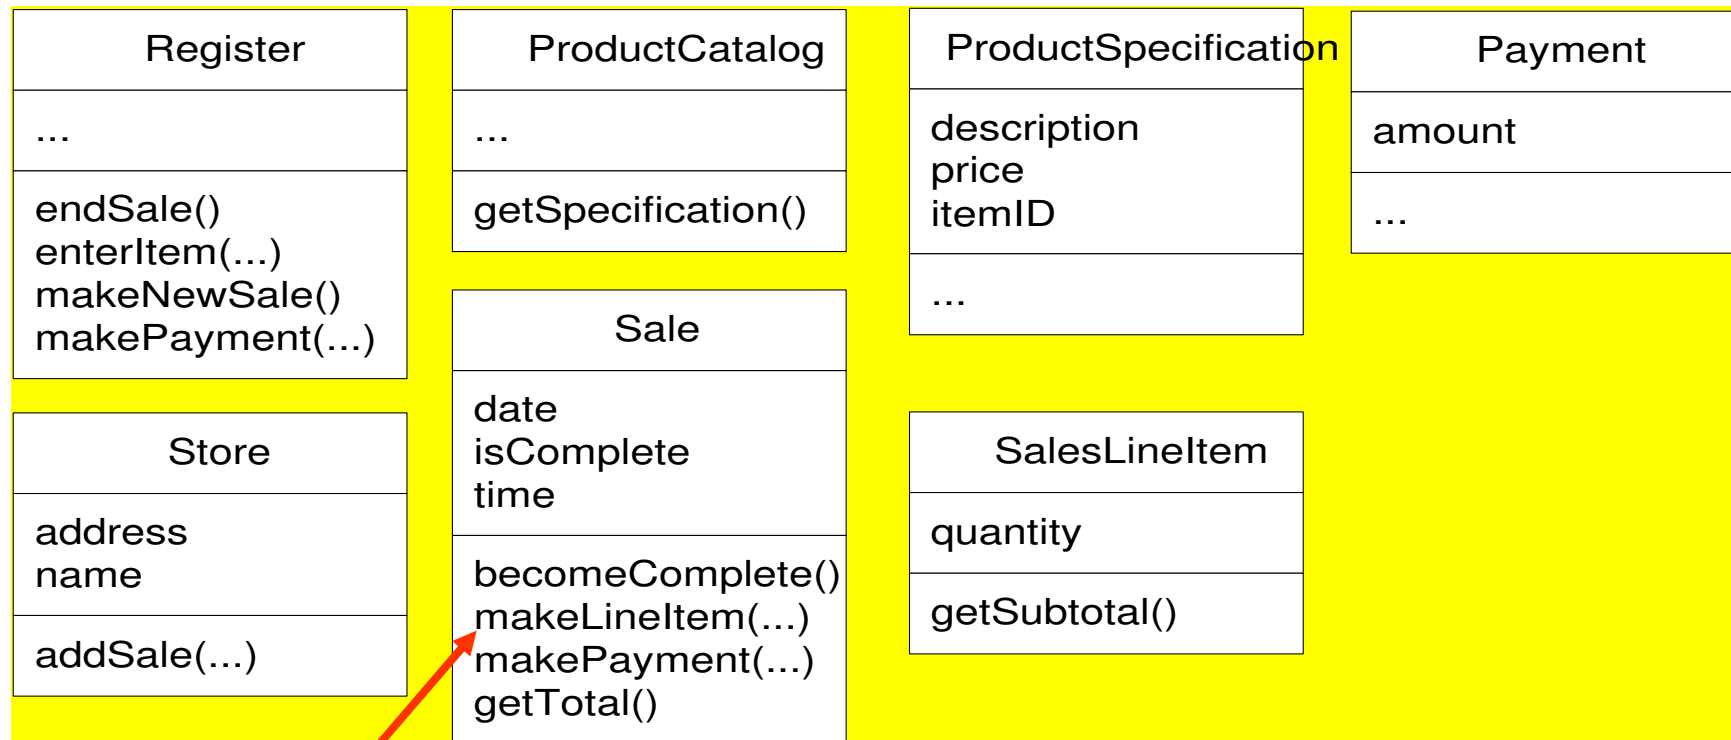 Register
...
endSale()
enterItem(...)
makeNewSale()
makePayment(...)
ProductCatalog
...
getSpecification()
ProductSpecification
description
price
itemID
...
Payment
amount
...
Store
address
name
addSale(...)
Sale
date
isComplete
time
becomeComplete()
makeLineItem(...)
makePayment(...)
getTotal()
SalesLineItem
quantity
getSubtotal()